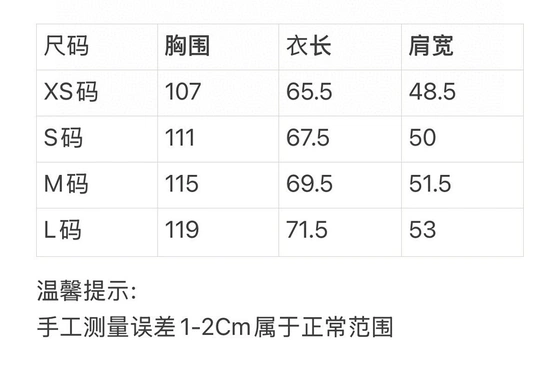 尺码 胸围 衣长 肩宽
XS码 107 65.5 48.5
S码 111 67.5 50
M码 115 69.5 51.5
L码 119 71.5 53
温馨提示:
手工测量误差1-2Cm属于正常范围